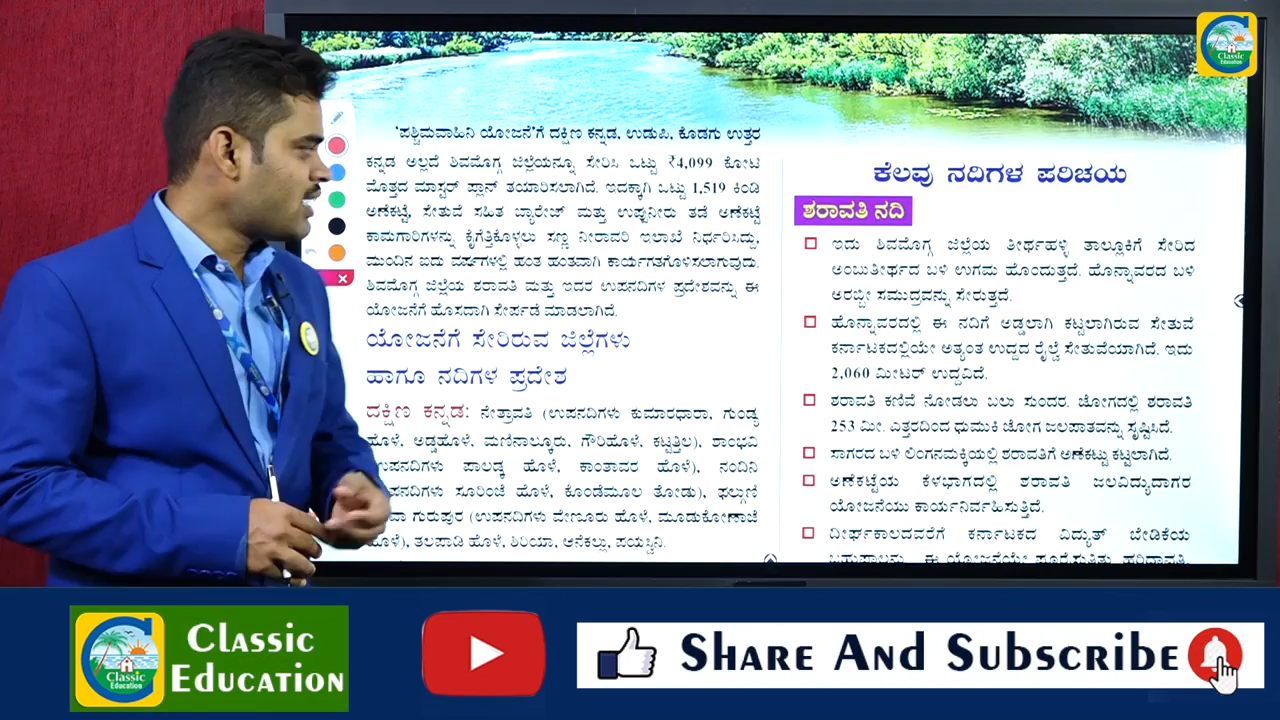 Classic
Education
'ಪಶ್ಚಿಮವಾಹಿನಿ ಯೋಜನೆ'ಗೆ ದಕ್ಷಿಣ ಕನ್ನಡ, ಉಡುಪಿ, ಕೊಡಗು ಉತ್ತರ
ಕನ್ನಡ ಅಲ್ಲದೆ ಶಿವಮೊಗ್ಗ ಜಿಲ್ಲೆಯನ್ನೂ ಸೇರಿಸಿ ಒಟ್ಟು ₹4,099 ಕೋಟಿ
ಮೊತ್ತದ ಮಾಸ್ಟರ್ ಪ್ಲಾನ್ ತಯಾರಿಸಲಾಗಿದೆ. ಇದಕ್ಕಾಗಿ ಒಟ್ಟು 1,519 ಕಿಂಡಿ
ಅಣೆಕಟ್ಟೆ, ಸೇತುವೆ ಸಹಿತ ಬ್ಯಾರೇಜ್ ಮತ್ತು ಉಪ್ಪುನೀರು ತಡೆ ಅಣೆಕಟ್ಟೆ
ಕಾಮಗಾರಿಗಳನ್ನು ಕೈಗೆತ್ತಿಕೊಳ್ಳಲು ಸಣ್ಣ ನೀರಾವರಿ ಇಲಾಖೆ ನಿರ್ಧರಿಸಿದ್ದು,
ಮುಂದಿನ ಐದು ವರ್ಷಗಳಲ್ಲಿ ಹಂತ ಹಂತವಾಗಿ ಕಾರ್ಯಗತಗೊಳಿಸಲಾಗುವುದು.
ಶಿವಮೊಗ್ಗ ಜಿಲ್ಲೆಯ ಶರಾವತಿ ಮತ್ತು ಇದರ ಉಪನದಿಗಳ ಪ್ರದೇಶವನ್ನು ಈ
ಯೋಜನೆಗೆ ಹೊಸದಾಗಿ ಸೇರ್ಪಡೆ ಮಾಡಲಾಗಿದೆ.
ಯೋಜನೆಗೆ ಸೇರಿರುವ ಜಿಲ್ಲೆಗಳು
ಹಾಗೂ ನದಿಗಳ ಪ್ರದೇಶ
ದಕ್ಷಿಣ ಕನ್ನಡ: ನೇತ್ರಾವತಿ (ಉಪನದಿಗಳು ಕುಮಾರಧಾರಾ, ಗುಂಡ್ಯ
ಹೊಳೆ, ಅಡ್ಡಹೊಳೆ, ಮಣಿನಾಲ್ಕೂರು, ಗೌರಿಹೊಳೆ, ಕಟ್ಟತ್ತಿಲ), ಶಾಂಭವಿ
ಪಾಲಡ್ಕ ಹೊಳೆ, ಕಾಂತಾವರ ಹೊಳೆ), ನಂದಿನಿ
ಸೂರಿಂಜೆ ಹೊಳೆ, ಕೊಂಡೆಮೂಲ ತೋಡು), ಫಲ್ಗುಣಿ
ಗುರುಪುರ (ಉಪನದಿಗಳು ವೇಣೂರು ಹೊಳೆ, ಮೂಡುಕೋಣಾಜೆ
ಹೊಳೆ), ತಲಪಾಡಿ ಹೊಳೆ, ಶಿರಿಯಾ, ಆನೆಕಲ್ಲು, ಪಯಸ್ವಿನಿ.
ಕೆಲವು ನದಿಗಳ ಪರಿಚಯ
ಶರಾವತಿ ನದಿ
ಇದು ಶಿವಮೊಗ್ಗ ಜಿಲ್ಲೆಯ ತೀರ್ಥಹಳ್ಳಿ ತಾಲ್ಲೂಕಿಗೆ ಸೇರಿದ
ಅಂಬುತೀರ್ಥದ ಬಳಿ ಉಗಮ ಹೊಂದುತ್ತದೆ. ಹೊನ್ನಾವರದ ಬಳಿ
ಅರಬ್ಬೀ ಸಮುದ್ರವನ್ನು ಸೇರುತ್ತದೆ.
ಹೊನ್ನಾವರದಲ್ಲಿ ಈ ನದಿಗೆ ಅಡ್ಡಲಾಗಿ ಕಟ್ಟಲಾಗಿರುವ ಸೇತುವೆ
ಕರ್ನಾಟಕದಲ್ಲಿಯೇ ಅತ್ಯಂತ ಉದ್ದದ ರೈಲ್ವೆ ಸೇತುವೆಯಾಗಿದೆ. ಇದು
2,060 ಮೀಟರ್ ಉದ್ದವಿದೆ.
ಶರಾವತಿ ಕಣಿವೆ ನೋಡಲು ಬಲು ಸುಂದರ. ಜೋಗದಲ್ಲಿ ಶರಾವತಿ
253 ಮೀ. ಎತ್ತರದಿಂದ ಧುಮುಕಿ ಜೋಗ ಜಲಪಾತವನ್ನು ಸೃಷ್ಟಿಸಿದೆ.
ಸಾಗರದ ಬಳಿ ಲಿಂಗನಮಕ್ಕಿಯಲ್ಲಿ ಶರಾವತಿಗೆ ಅಣೆಕಟ್ಟು ಕಟ್ಟಲಾಗಿದೆ.
ಅಣೆಕಟ್ಟೆಯ ಕೆಳಭಾಗದಲ್ಲಿ ಶರಾವತಿ ಜಲವಿದ್ಯುದಾಗರ
ಯೋಜನೆಯು ಕಾರ್ಯನಿರ್ವಹಿಸುತ್ತಿದೆ.
ದೀರ್ಘಕಾಲದವರೆಗೆ ಕರ್ನಾಟಕದ ವಿದ್ಯುತ್ ಬೇಡಿಕೆಯ
Classic
Education
Classic
Education
Share And Subscribe